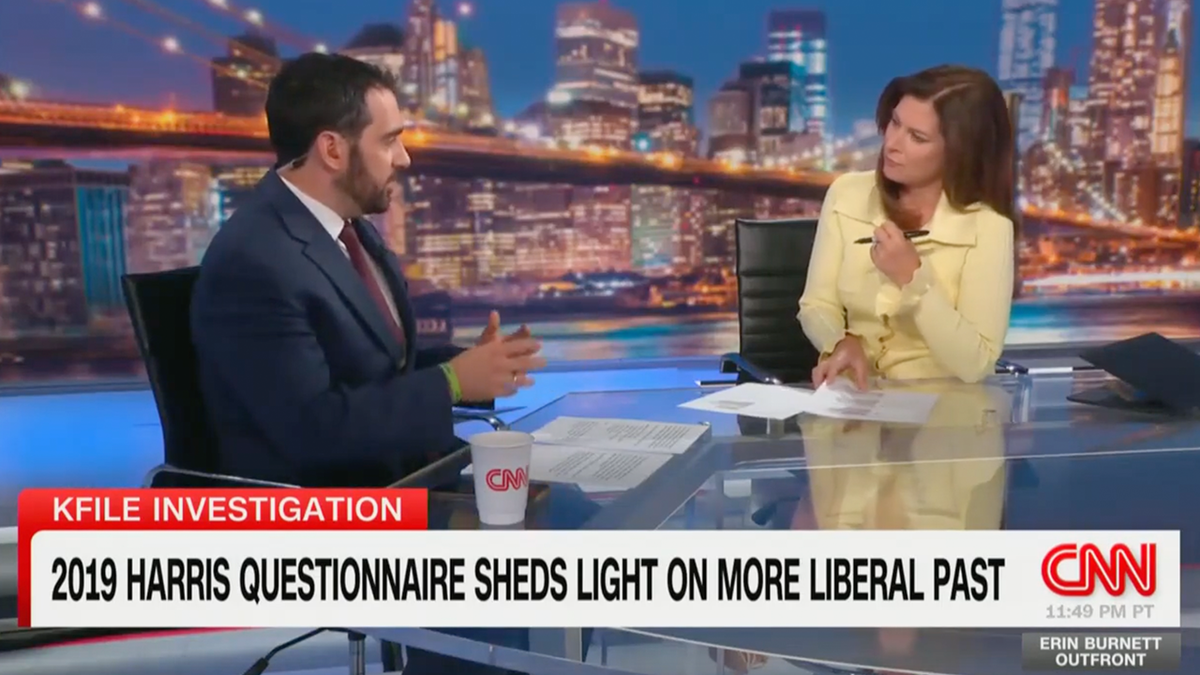 CNN
KFILE INVESTIGATION
2019 HARRIS QUESTIONNAIRE SHEDS LIGHT ON MORE LIBERAL PAST
CNN
11:49 PM PT
ERIN BURNETT
OUTFRONT